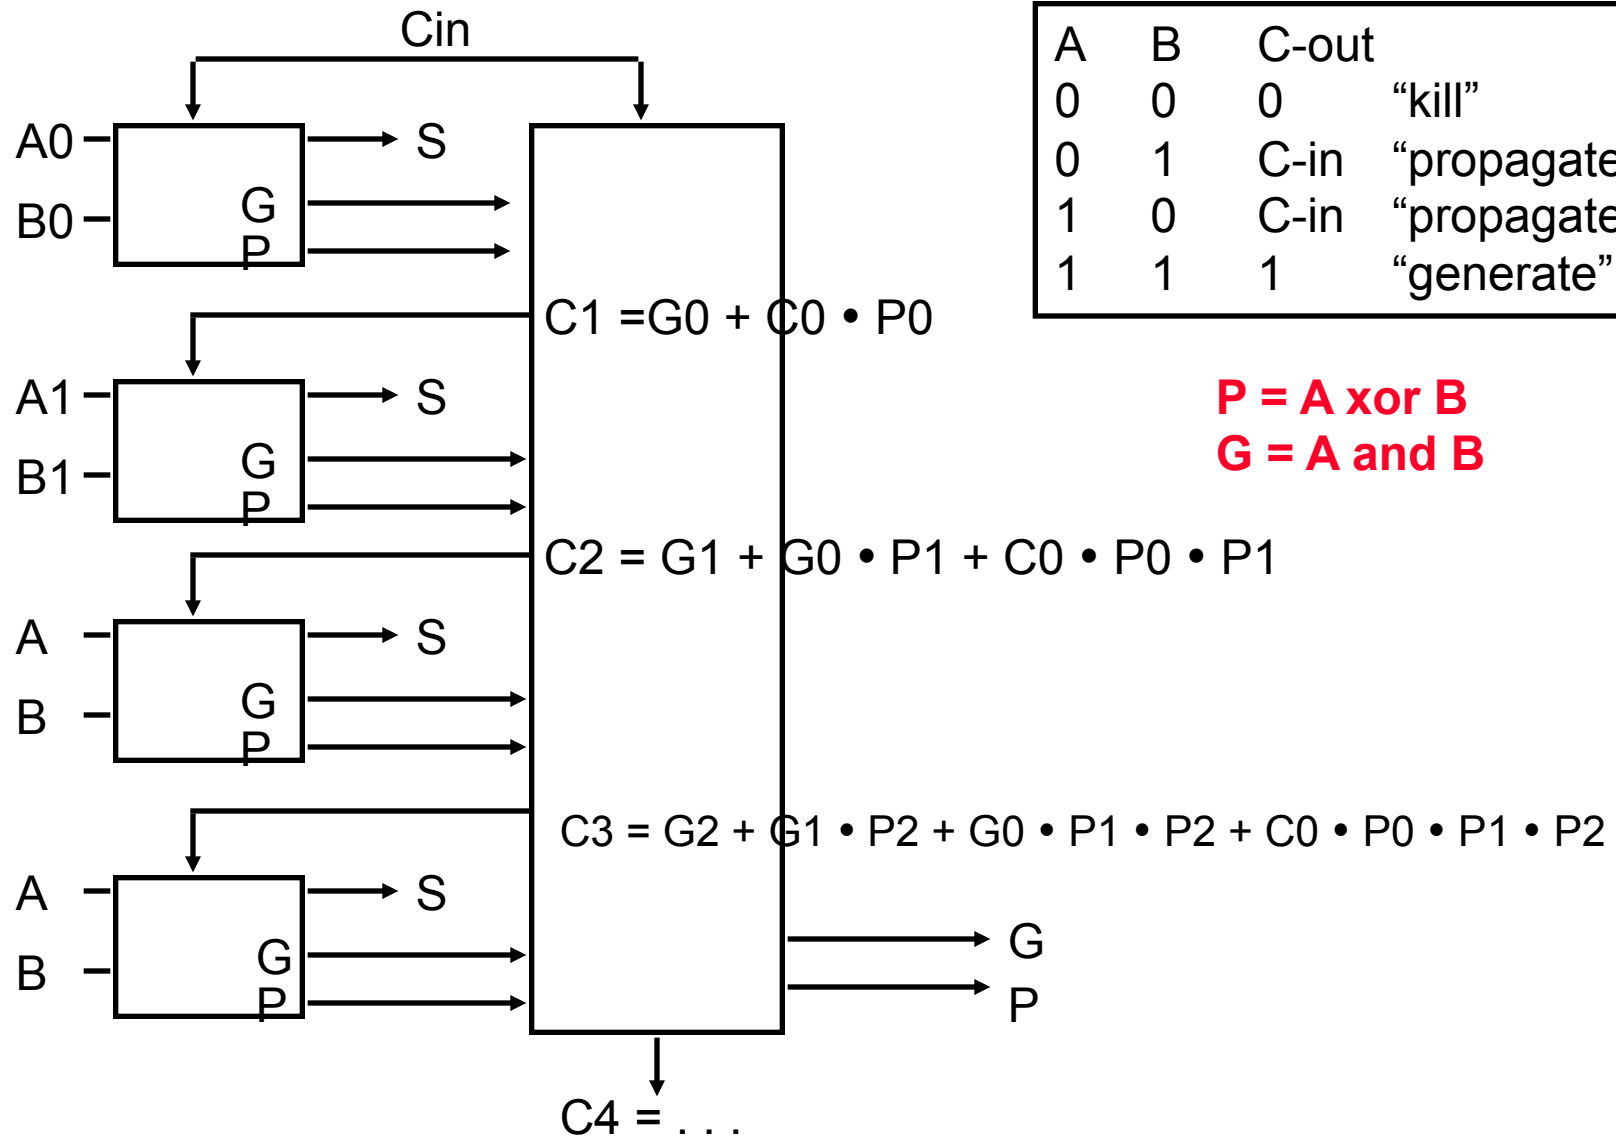 Cin
A B C-out
0 0 0 “kill”
0 1 C-in “propagate
1 0 C-in “propagate
1 1 1 “generate”
A0 S
B0 G
P
C1 =G0 + C0 • P0
P = A xor B
G = A and B
A1 S
B1 G
P
C2 = G1 + G0 • P1 + C0 • P0 • P1
A S
B G
P
C3 = G2 + G1 • P2 + G0 • P1 • P2 + C0 • P0 • P1 • P2
A S
B G
P
G
P
C4 = . . .